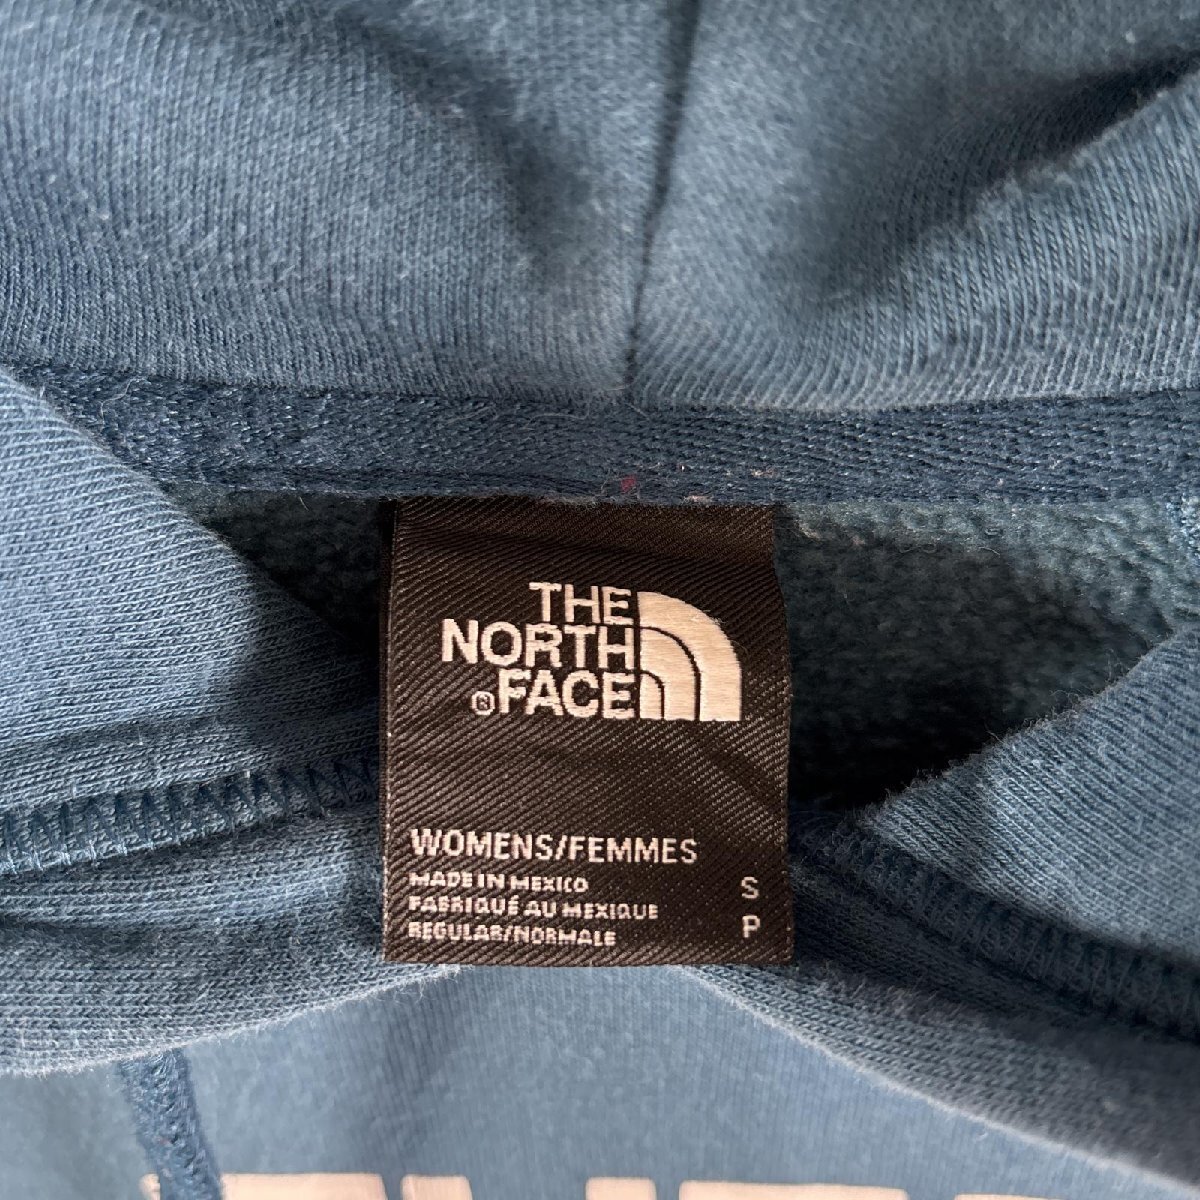 THE
NORTH
® FACE
WOMENS/FEMMES
MADE IN MEXICO
FABRIQUÉ AU MEXIQUE
REGULAR/NORMALE
S
P